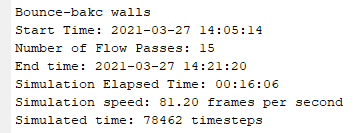 Bounce-bakc walls
Start Time: 2021-03-27 14:05:14
Number of Flow Passes: 15
End time: 2021-03-27 14:21:20
Simulation Elapsed Time: 00:16:06
Simulation speed: 81.20 frames per second
Simulated time: 78462 timesteps